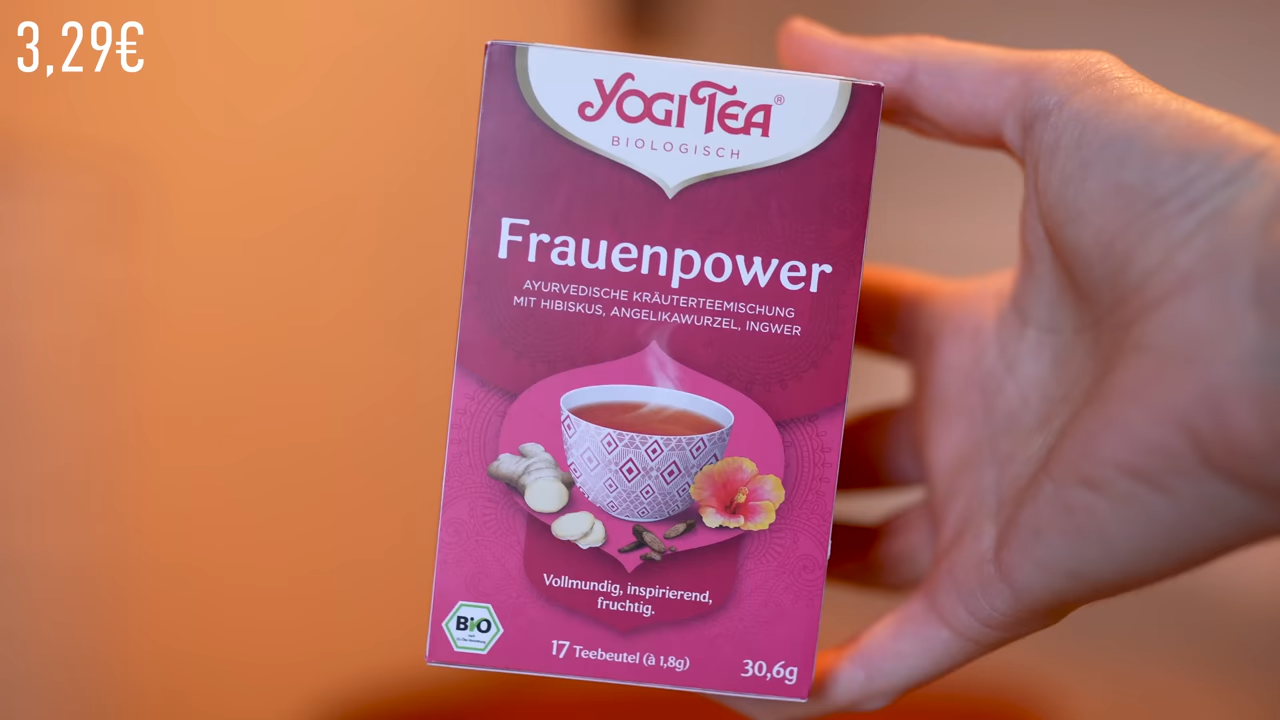 3,29€
YOGI TEA®
BIOLOGISCH
Frauenpower
AYURVEDISCHE KRÄUTERTEEMISCHUNG
MIT HIBISKUS, ANGELIKAWURZEL, INGWER
Vollmundig, inspirierend,
fruchtig.
BIO
17 Teebeutel (à 1,8g)
30,6g